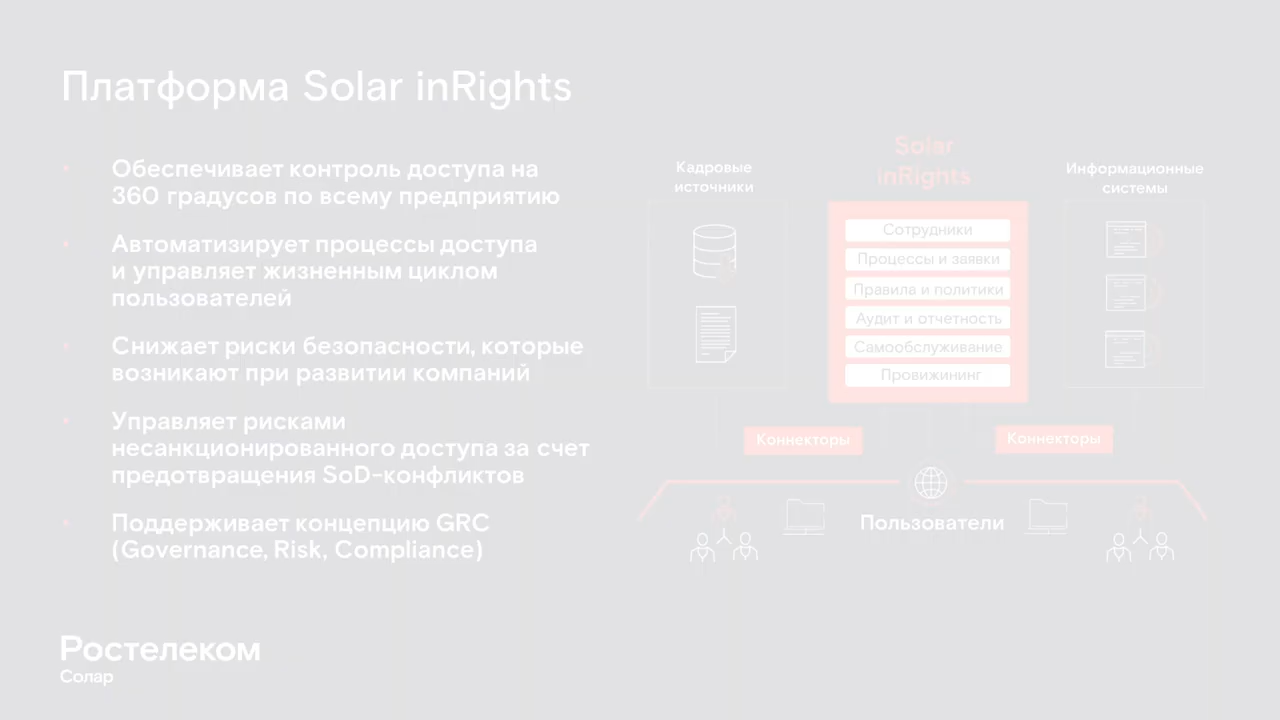 Платформа Solar inRights
Обеспечивает контроль доступа на
360 градусов по всему предприятию
Автоматизирует процессы доступа
и управляет жизненным циклом
пользователей
Снижает риски безопасности, которые
возникают при развитии компаний
Управляет рисками
несанкционированного доступа за счет
предотвращения SoD-конфликтов
Поддерживает концепцию GRC
(Governance, Risk, Compliance)
Кадровые
источники
Solar
inRights
Сотрудники
Процессы и заявки
Правила и политики
Аудит и отчетность
Самообслуживание
Провижининг
Информационные
системы
Коннекторы
Коннекторы
Пользователи
Ростелеком
Солар